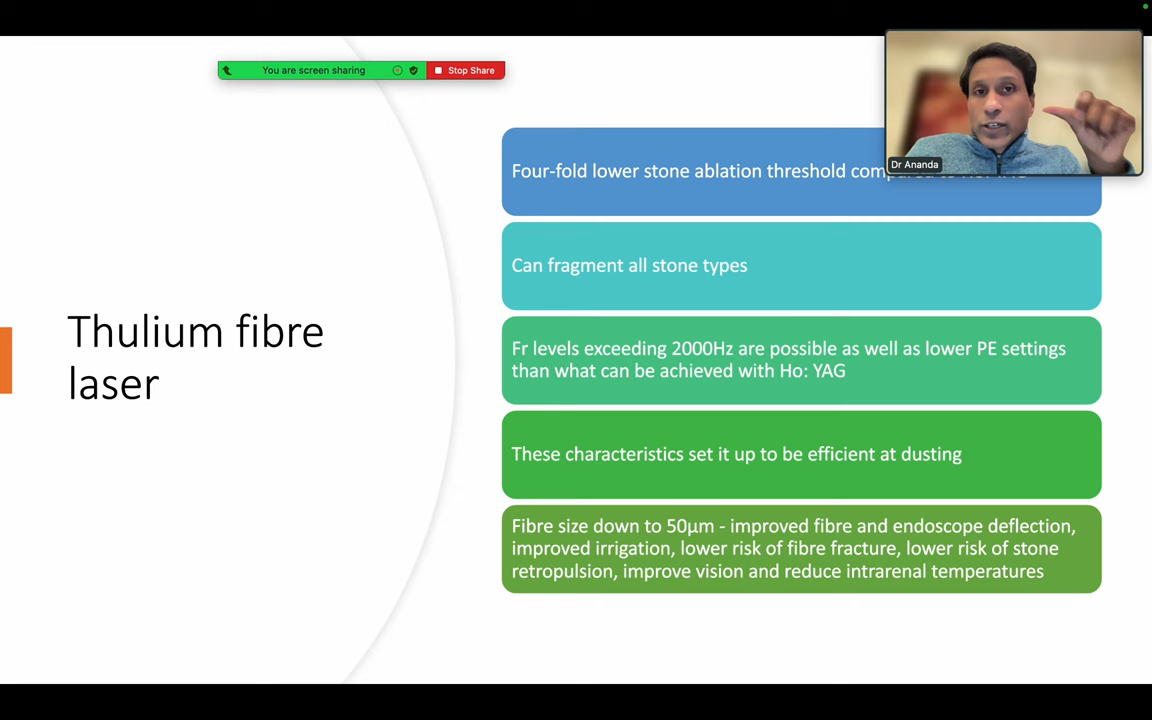 You are screen sharing
Stop Share
Dr Ananda
Thulium fibre
laser
Four-fold lower stone ablation threshold
Can fragment all stone types
Fr levels exceeding 2000Hz are possible as well as lower PE settings
than what can be achieved with Ho: YAG
These characteristics set it up to be efficient at dusting
Fibre size down to 50µm - improved fibre and endoscope deflection,
improved irrigation, lower risk of fibre fracture, lower risk of stone
retropulsion, improve vision and reduce intrarenal temperatures